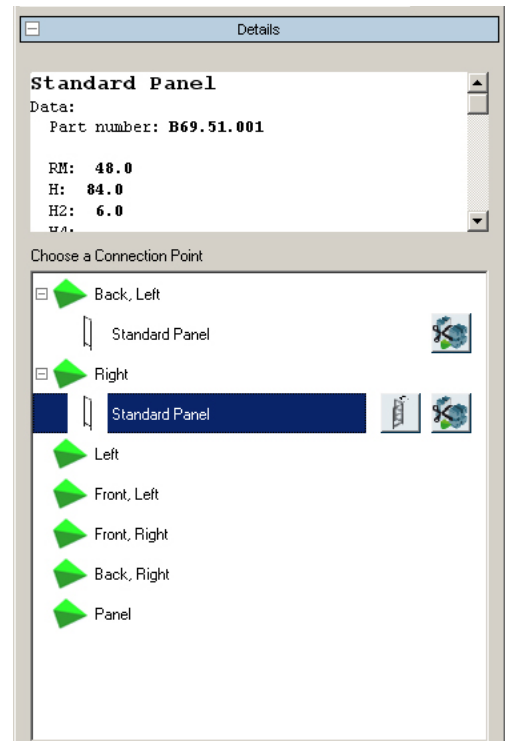 Details
Standard Panel
Data:
Part number: B69.51.001
RM: 48.0
H: 84.0
H2: 6.0
Choose a Connection Point
Back, Left
Standard Panel
Right
Standard Panel
Left
Front, Left
Front, Right
Back, Right
Panel